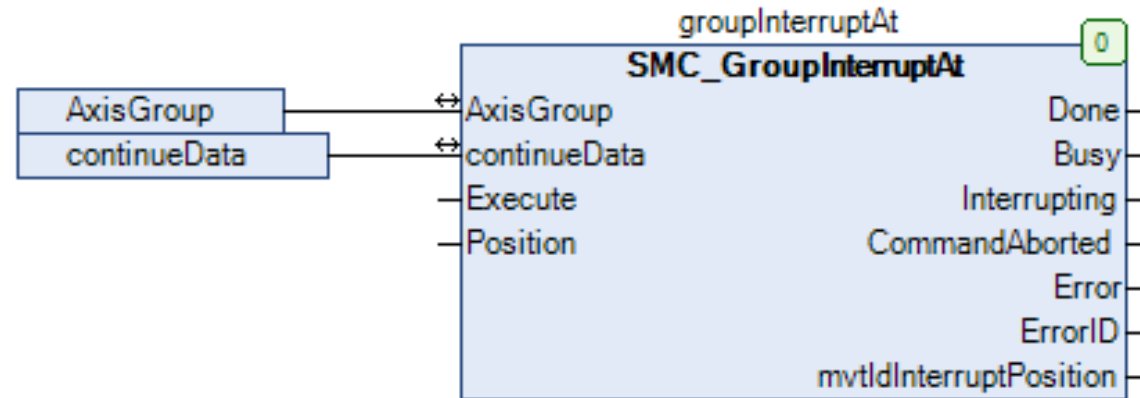 groupInterruptAt
0
SMC_GroupInterruptAt
AxisGroup AxisGroup Done
continueData continueData Busy
Execute Interrupting
Position CommandAborted
Error
ErrorID
mvtIdInterruptPosition